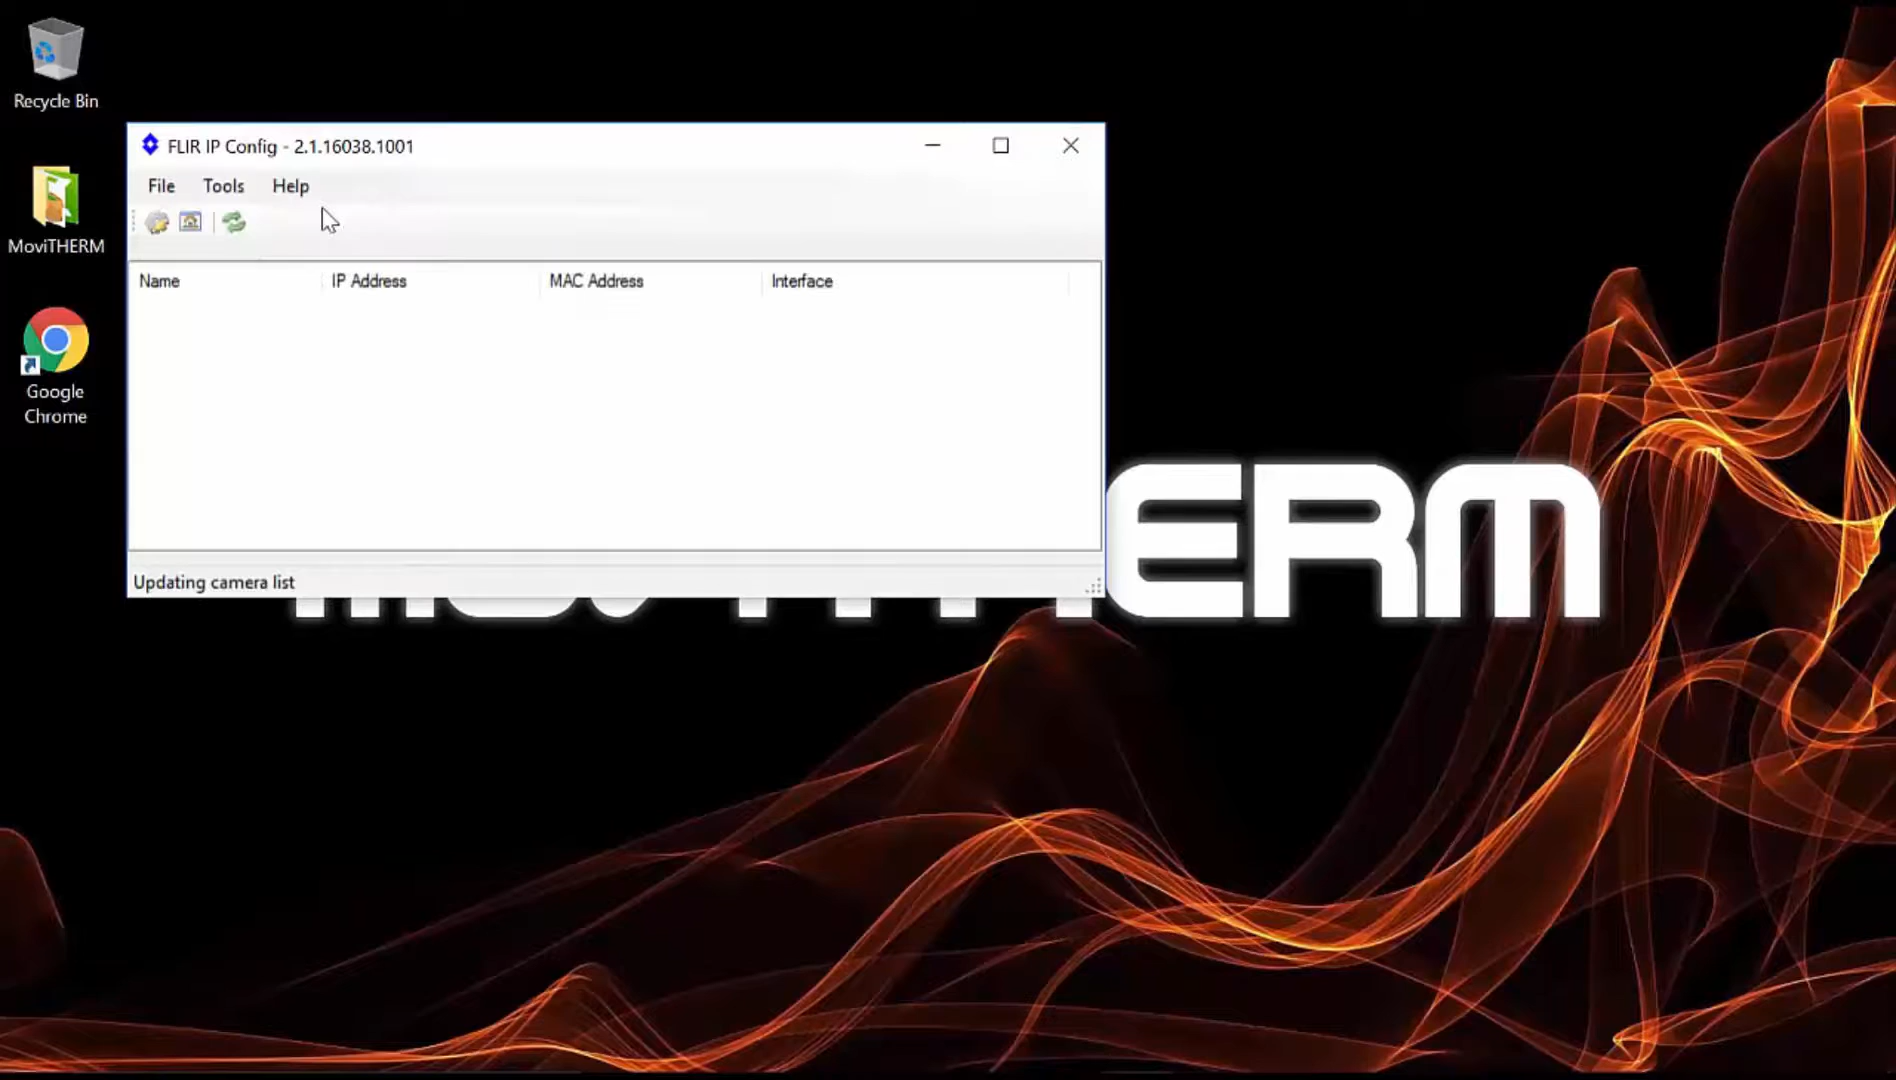 Recycle Bin
FLIR IP Config - 2.1.16038.1001
File Tools Help
MoviTHERM
Name IP Address MAC Address Interface
Google
Chrome
ERM
Updating camera list